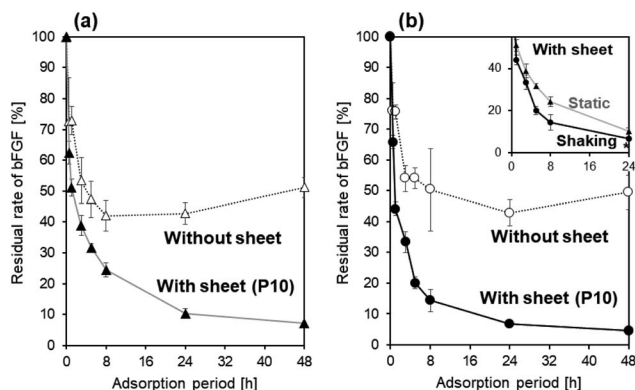 (a)
Residual rate of bFGF [%]
100
90
80
70
60
50
40
30
20
10
0
Without sheet
With sheet (P10)
0 8 16 24 32 40 48
Adsorption period [h]
(b)
Residual rate of bFGF [%]
100
90
80
70
60
50
40
30
20
10
0
With sheet
Static
Shaking
*
40
20
0
0 8 16 24
Without sheet
With sheet (P10)
0 8 16 24 32 40 48
Adsorption period [h]